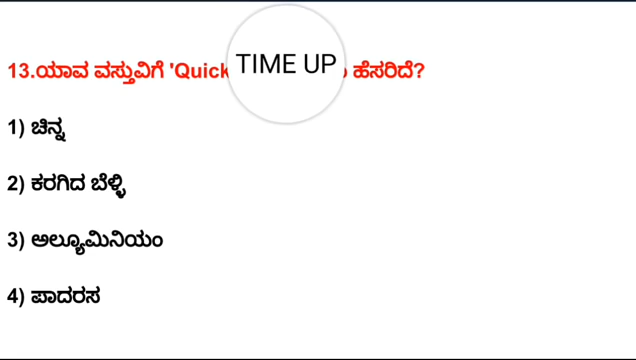 13.ಯಾವ ವಸ್ತುವಿಗೆ 'Quick TIME UP ಹೆಸರಿದೆ?
1) ಚಿನ್ನ
2) ಕರಗಿದ ಬೆಳ್ಳಿ
3) ಅಲ್ಯೂಮಿನಿಯಂ
4) ಪಾದರಸ